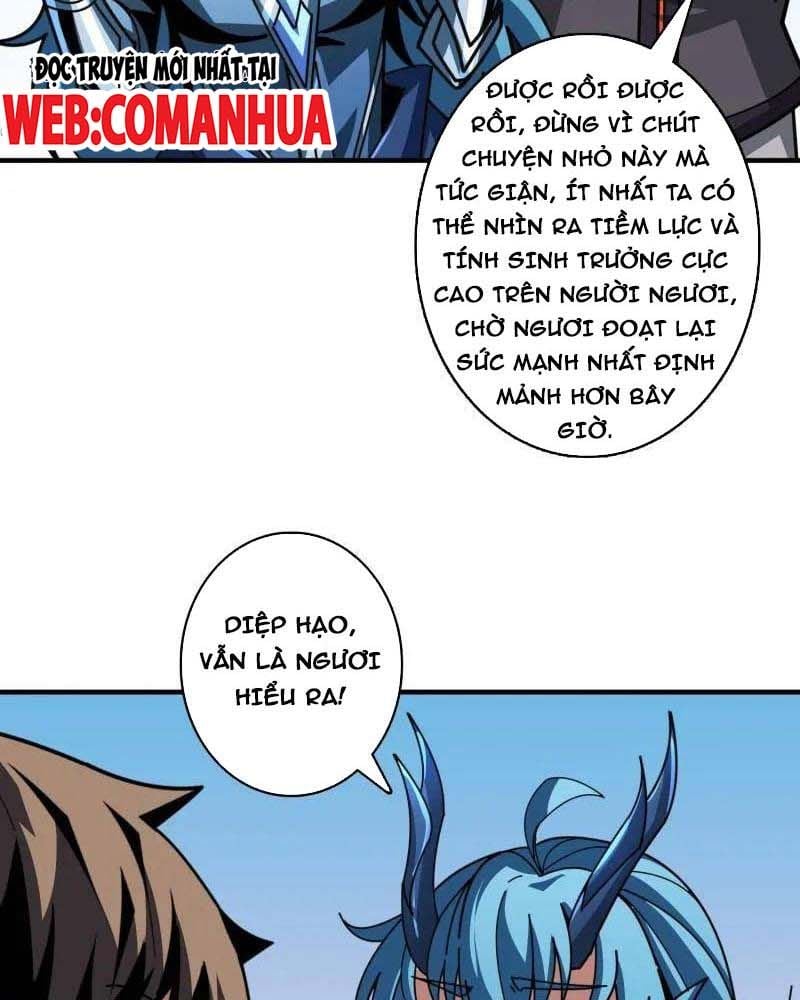 ĐỌC TRUYỆN MỚI NHẤT TẠI
WEB:COMANHUA
ĐƯỢC RỒI ĐƯỢC
RỒI, ĐỪNG VÌ CHÚT
CHUYỆN NHỎ NÀY MÀ
TỨC GIẬN, ÍT NHẤT TA CÓ
THỂ NHÌN RA TIỀM LỰC VÀ
TÍNH SINH TRƯỞNG CỰC
CAO TRÊN NGƯỜI NGƯƠI,
CHỜ NGƯƠI ĐOẠT LẠI
SỨC MẠNH NHẤT ĐỊNH
MẢNH HƠN BÂY
GIỜ.
DIỆP HẠO,
VẪN LÀ NGƯƠI
HIỂU RA!